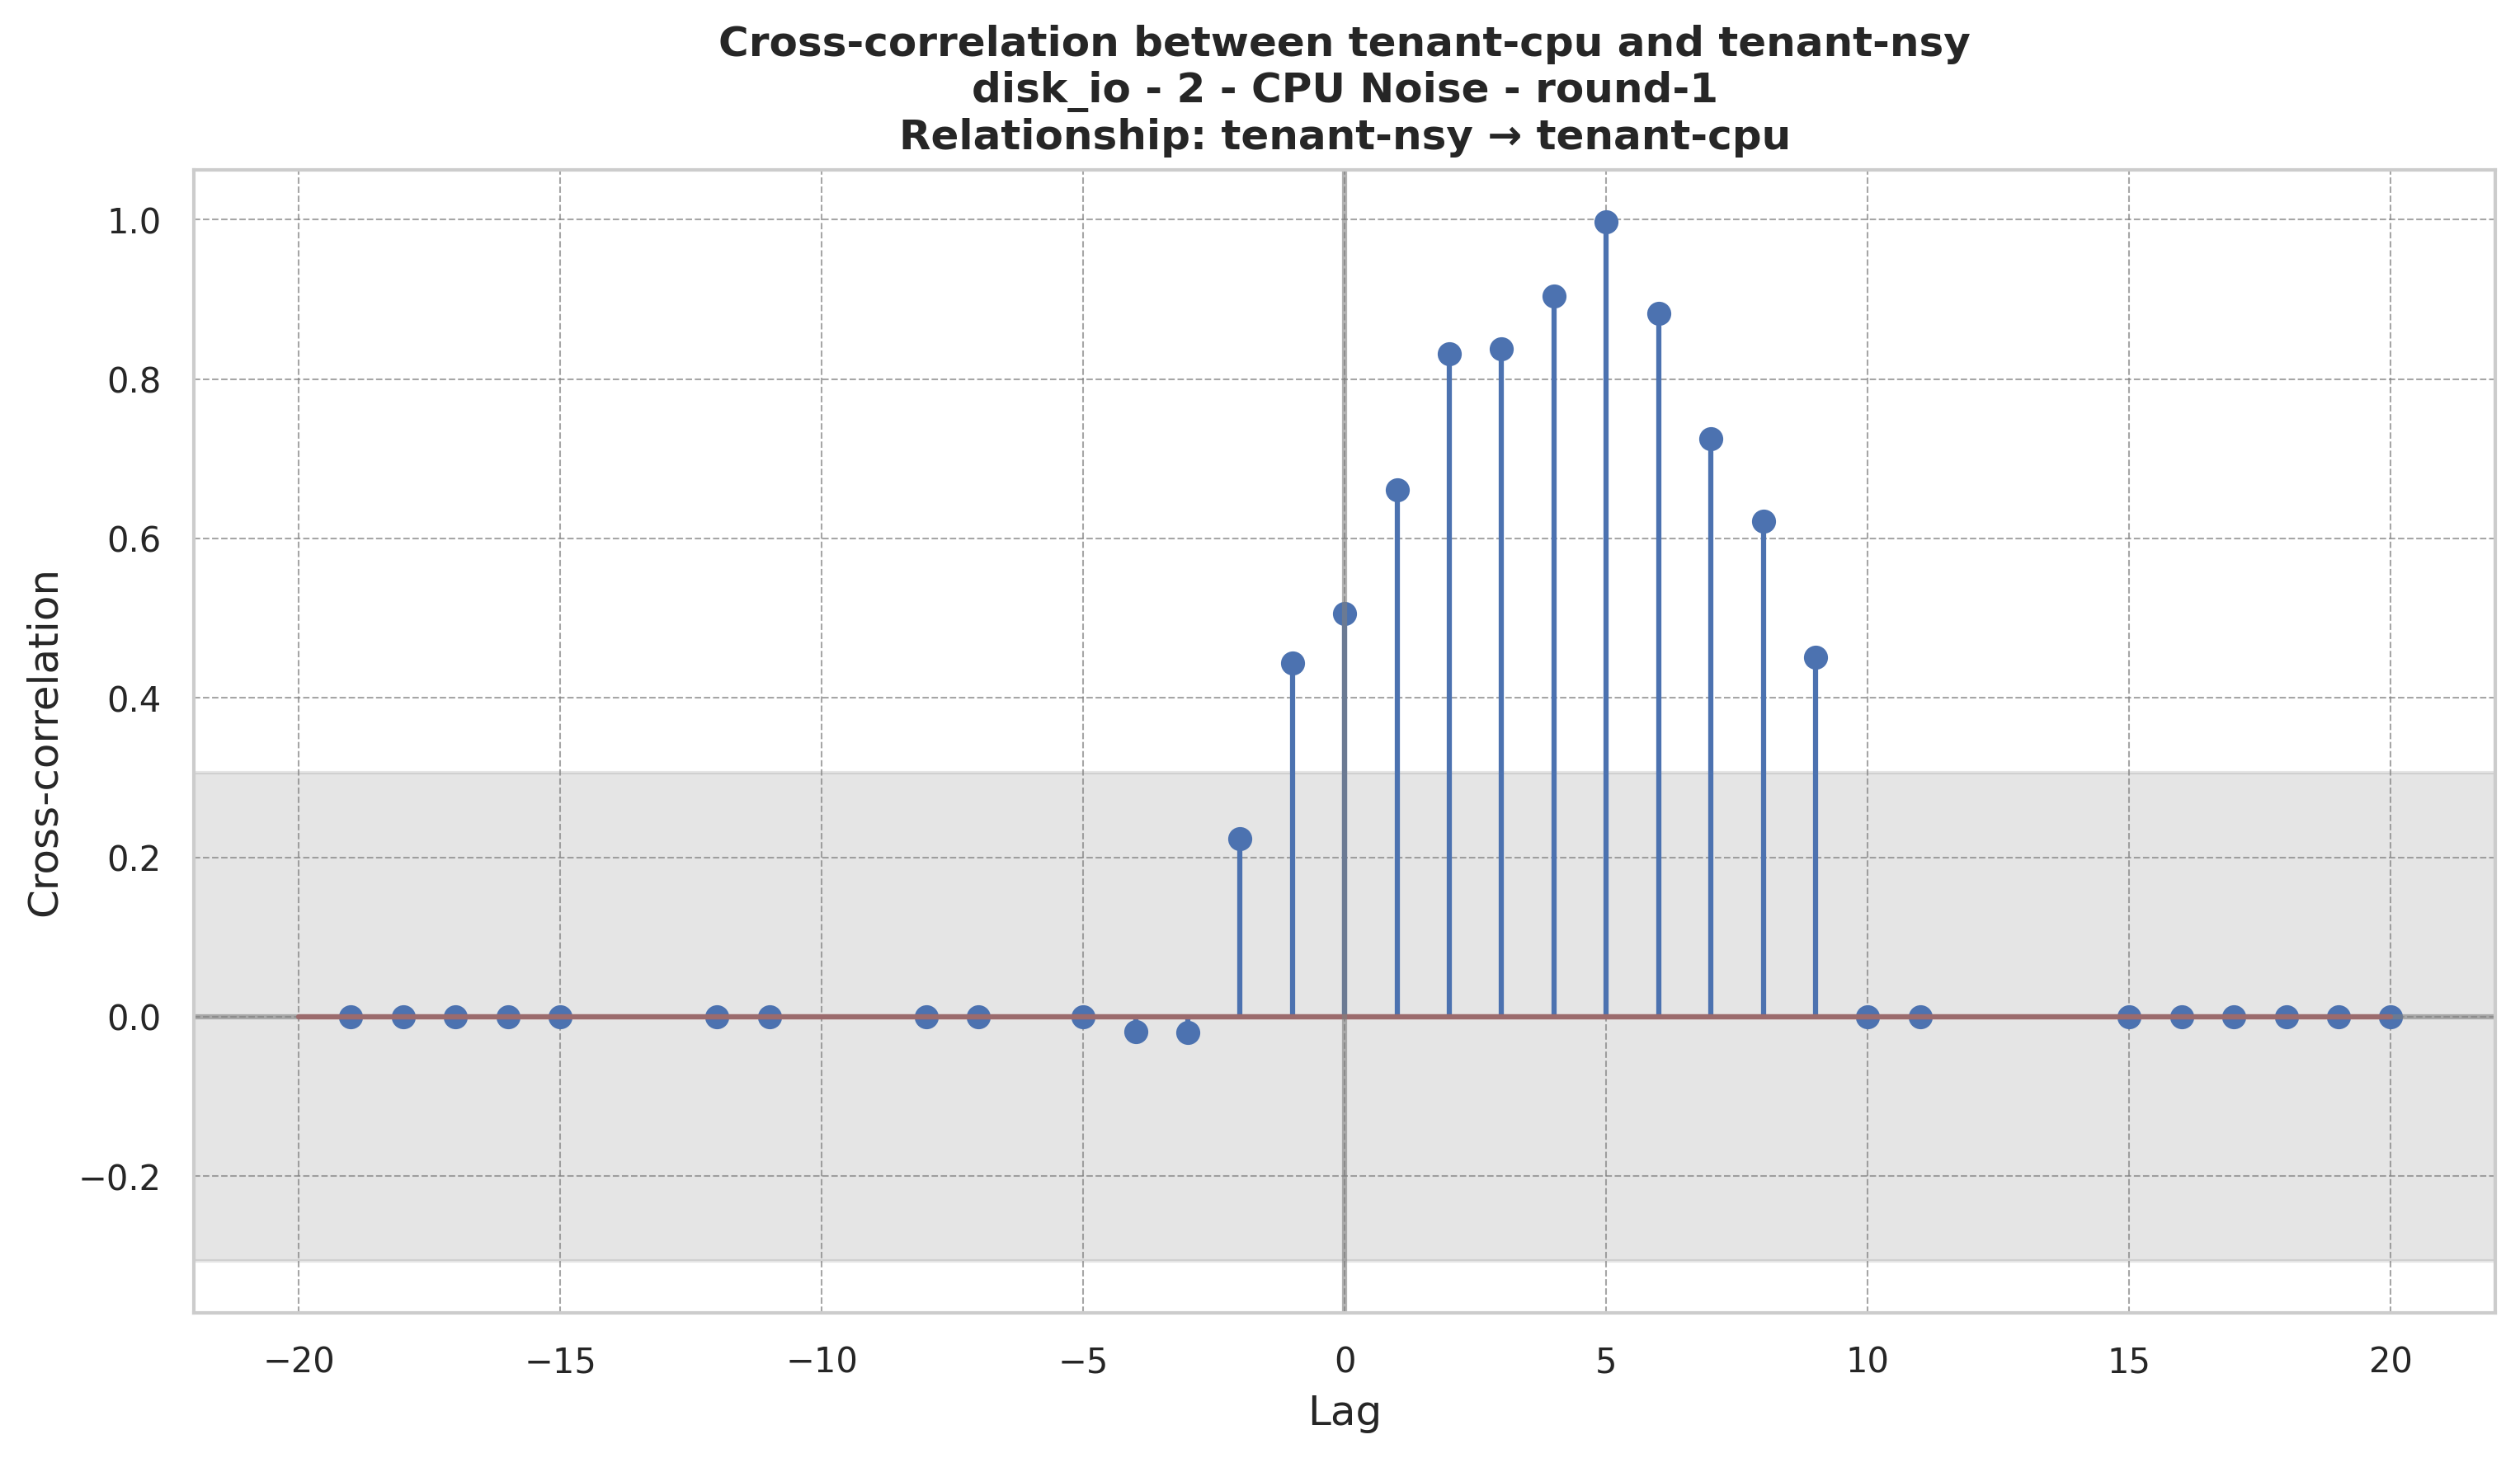 Cross-correlation between tenant-cpu and tenant-nsy
disk_io - 2 - CPU Noise - round-1
Relationship: tenant-nsy → tenant-cpu
Cross-correlation
1.0
0.8
0.6
0.4
0.2
0.0
−0.2
−20 −15 −10 −5 0 5 10 15 20
Lag